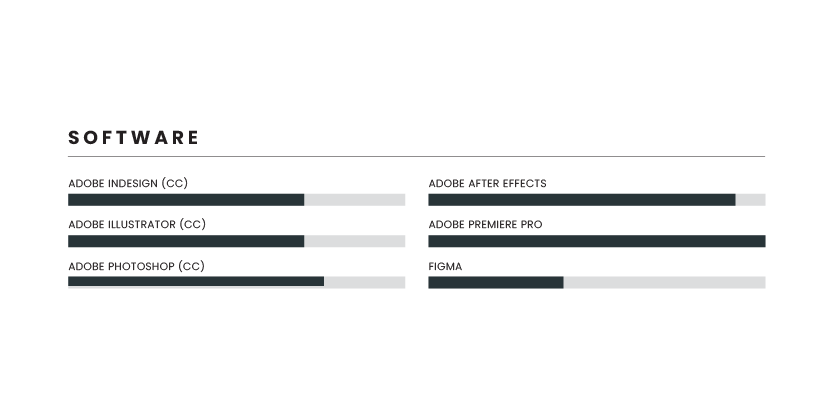 SOFTWARE
ADOBE INDESIGN (CC)
ADOBE ILLUSTRATOR (CC)
ADOBE PHOTOSHOP (CC)
ADOBE AFTER EFFECTS
ADOBE PREMIERE PRO
FIGMA